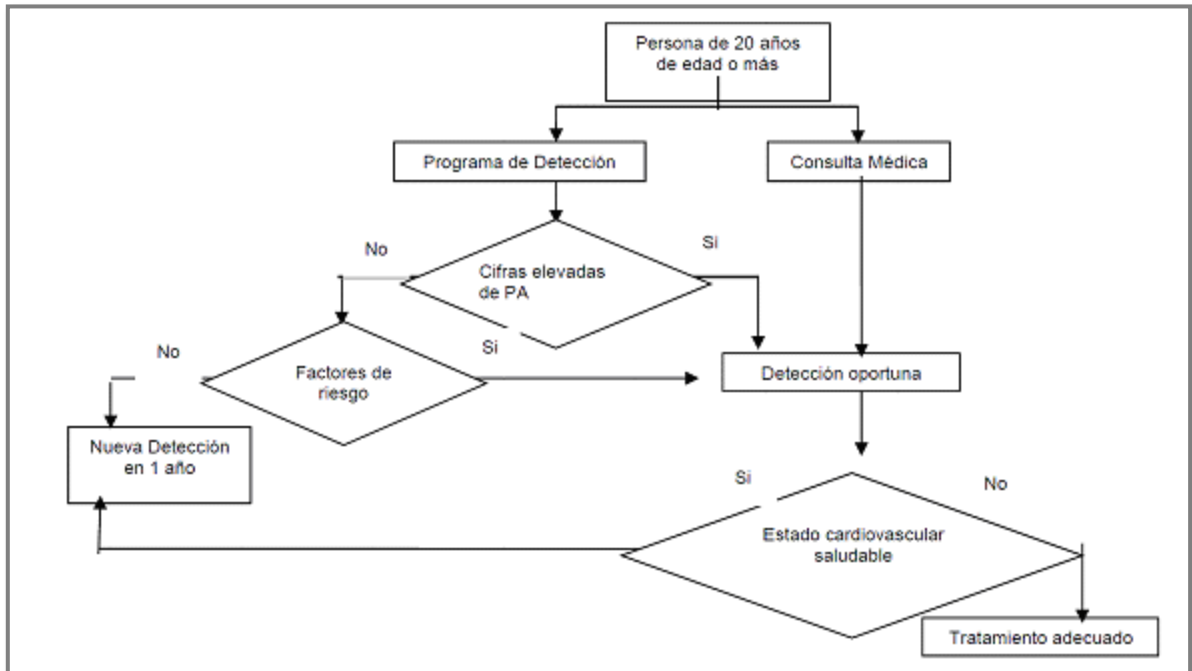 Persona de 20 años
de edad o más
Programa de Detección
Consulta Médica
No
Si
Cifras elevadas
de PA
No
Si
Factores de
riesgo
Detección oportuna
Nueva Detección
en 1 año
Si
No
Estado cardiovascular
saludable
Tratamiento adecuado